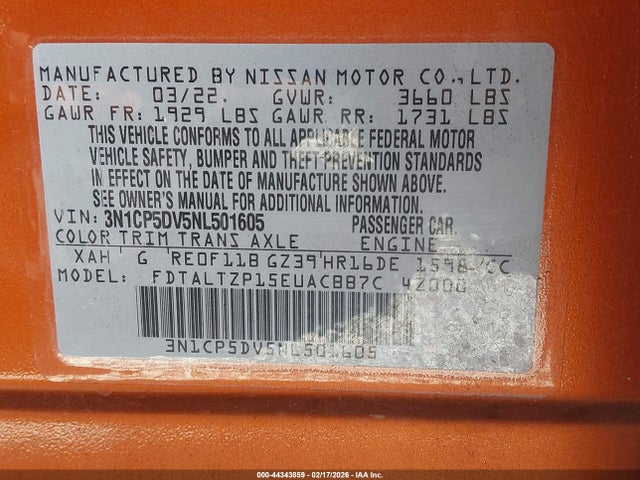 MANUFACTURED BY NISSAN MOTOR CO.,LTD.
DATE: 03/22. GVWR: 3660 LBS
GAWR FR: 1929 LBS GAWR RR: 1731 LBS
THIS VEHICLE CONFORMS TO ALL APPLICABLE FEDERAL MOTOR
VEHICLE SAFETY, BUMPER AND THEFT PREVENTION STANDARDS
IN EFFECT ON THE DATE OF MANUFACTURE SHOWN ABOVE.
SEE OWNER'S MANUAL FOR ADDITIONAL INFORMATION.
VIN: 3N1CP5DV5NL501605 PASSENGER CAR.
COLOR TRIM TRANS AXLE ENGINE
XAH G RE0F11B GZ39 HR16DE 1598 CC
MODEL: FDTALTZP15EUACBB7C 42000
3N1CP5DV5NL501605
000-44343859 - 02/17/2026 - IAA Inc.